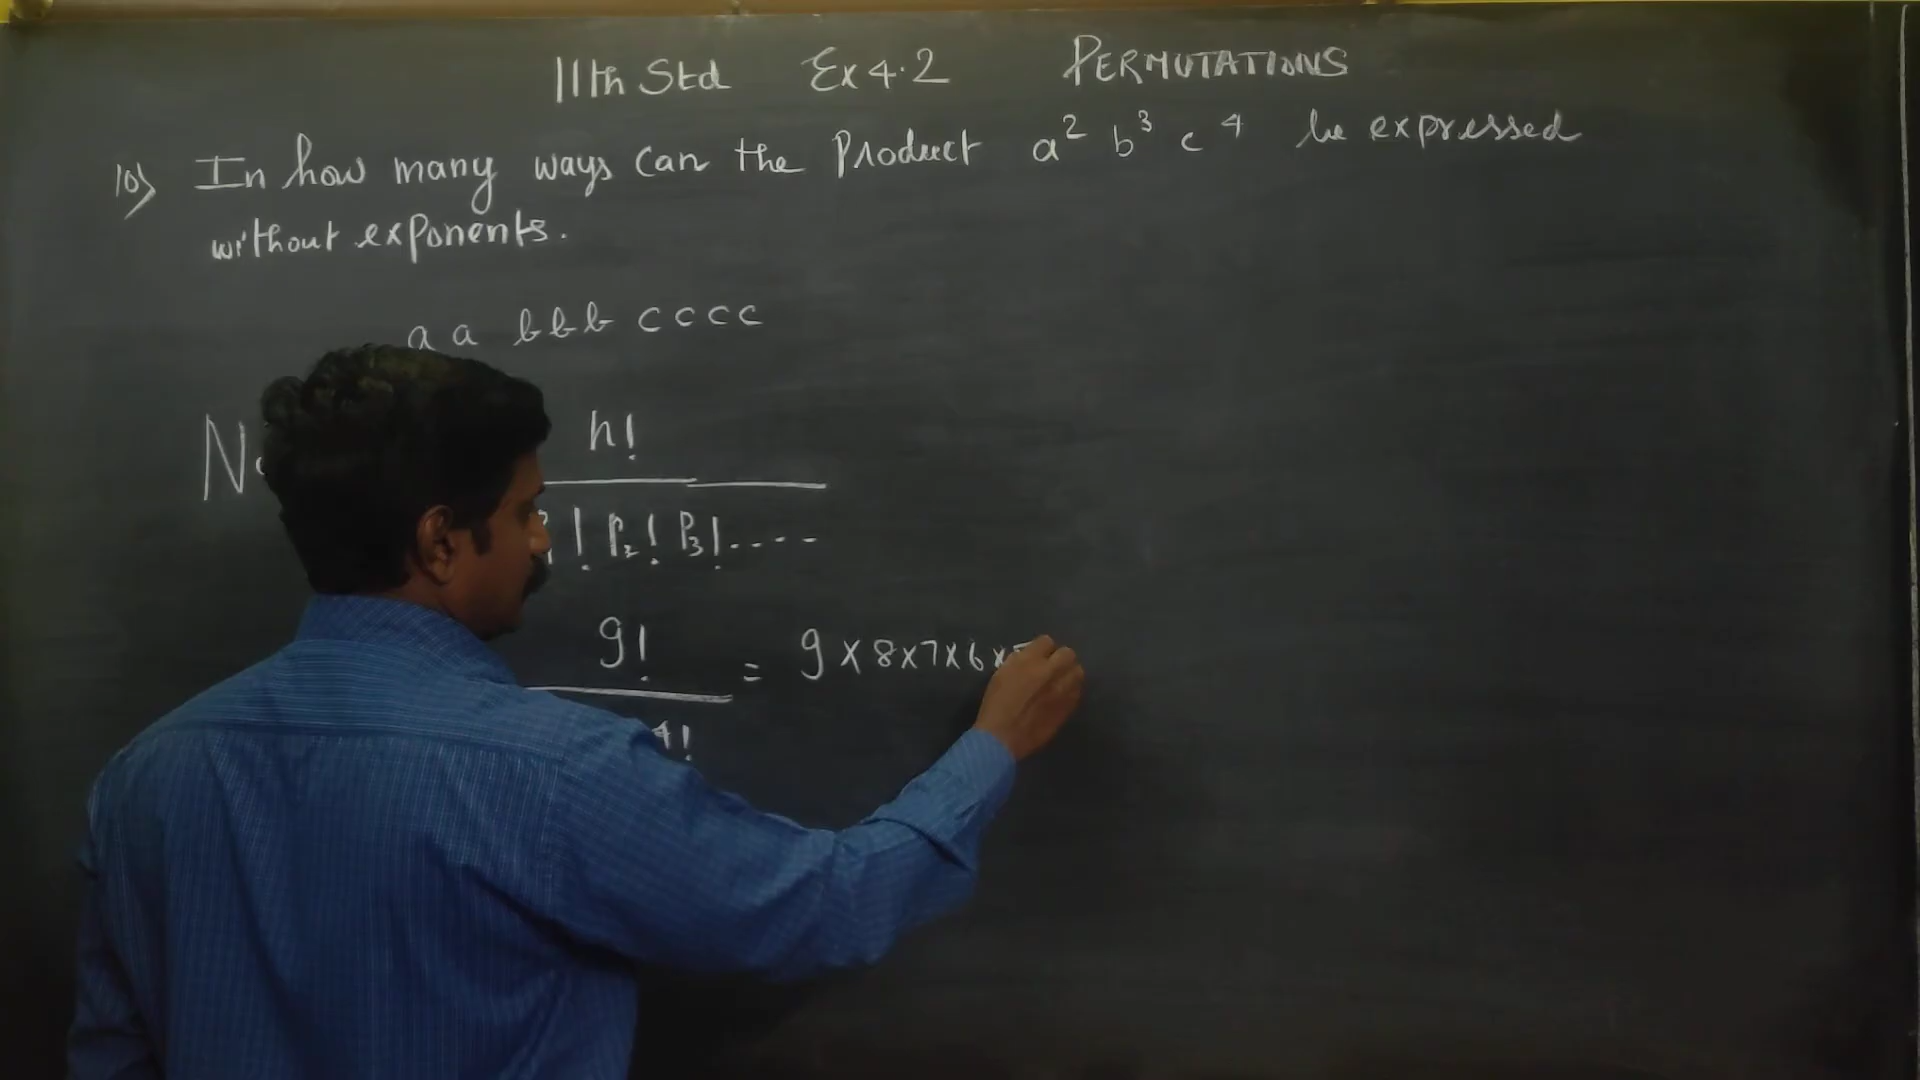 11th Std Ex 4.2 PERMUTATIONS
10) In how many ways can the Product a² b³ c⁴ be expressed
without exponents.
a a b b b c c c c
n!
! P₂! P₃! ....
9! = 9 × 8 × 7 × 6 ×
4!